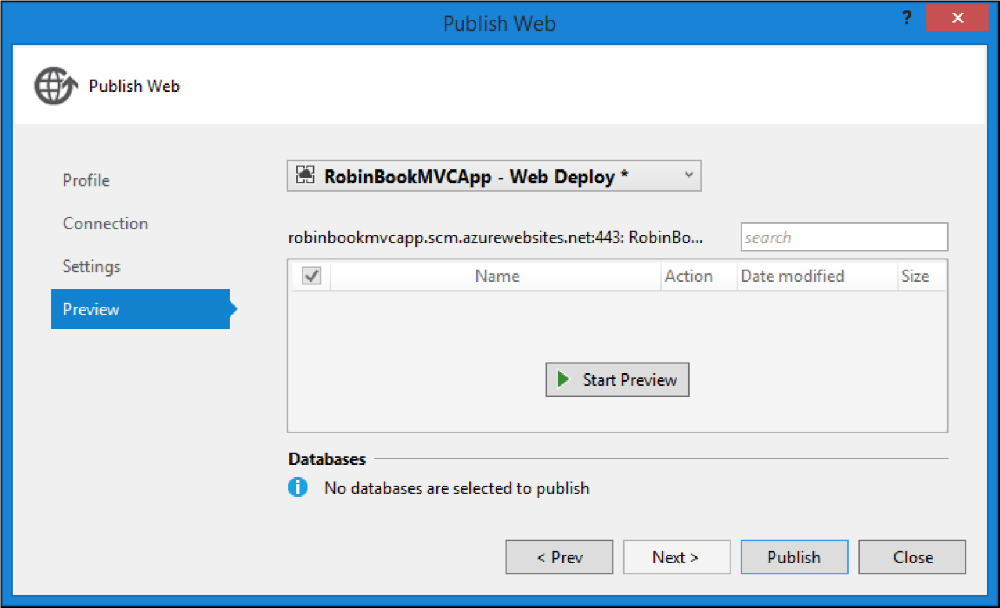 Publish Web
?
Publish Web
Profile
Connection
Settings
Preview
RobinBookMVCApp - Web Deploy *
robinbookmvcapp.scm.azurewebsites.net:443: RobinBo...
search
Name Action Date modified Size
Start Preview
Databases
No databases are selected to publish
< Prev Next > Publish Close